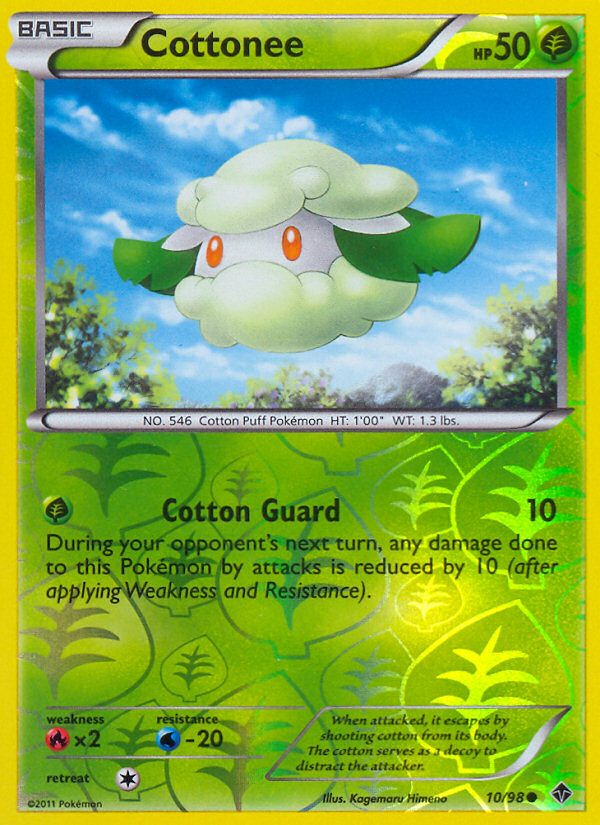 BASIC
Cottonee
HP50
NO. 546 Cotton Puff Pokémon HT: 1'00" WT: 1.3 lbs.
Cotton Guard 10
During your opponent's next turn, any damage done
to this Pokémon by attacks is reduced by 10 (after
applying Weakness and Resistance).
weakness
×2
resistance
-20
retreat
When attacked, it escapes by
shooting cotton from its body.
The cotton serves as a decoy to
distract the attacker.
©2011 Pokémon
Illus. Kagemaru Himeno
10/98